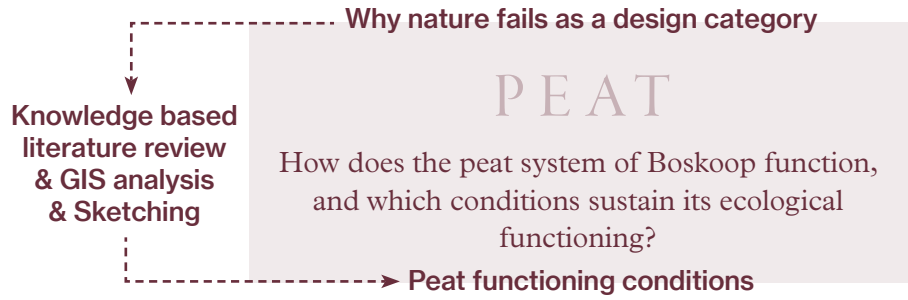 Why nature fails as a design category
PEAT
Knowledge based
literature review
& GIS analysis
& Sketching
How does the peat system of Boskoop function,
and which conditions sustain its ecological
functioning?
Peat functioning conditions